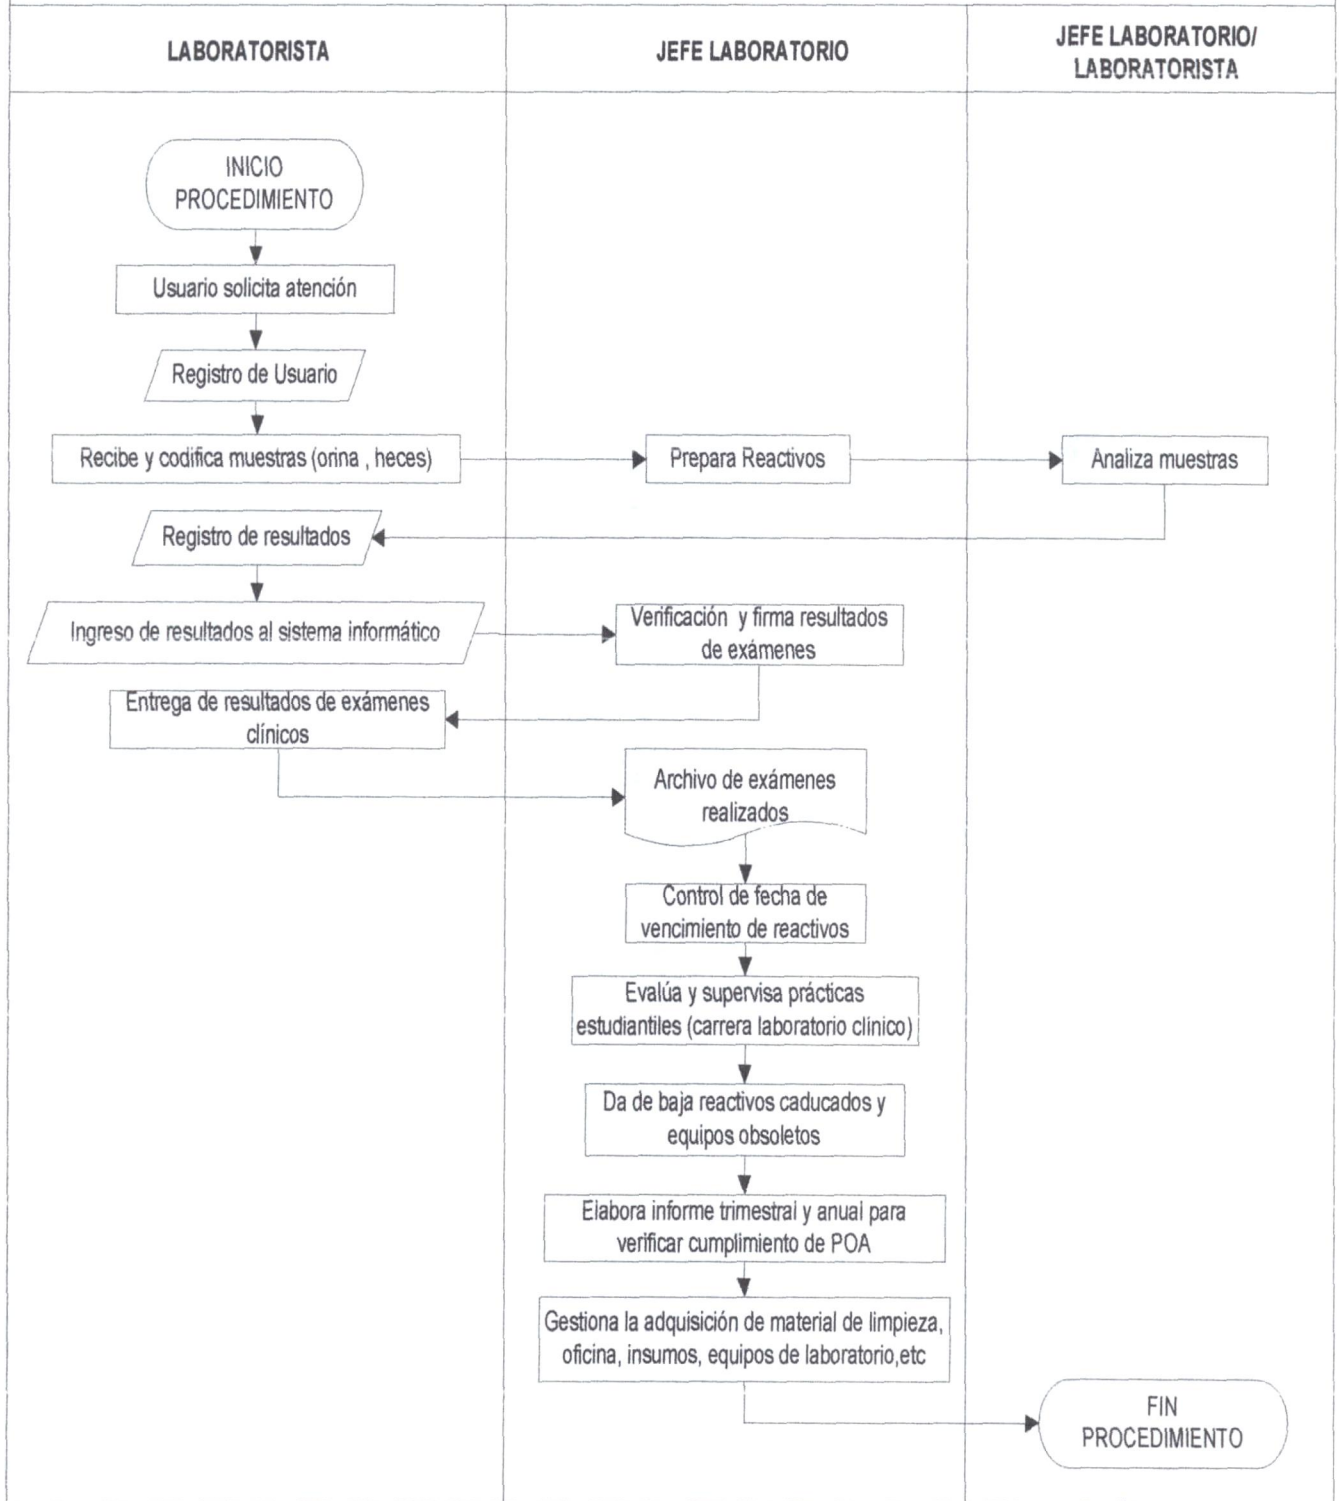 LABORATORISTA
JEFE LABORATORIO
JEFE LABORATORIO/
LABORATORISTA
INICIO
PROCEDIMIENTO
Usuario solicita atención
Registro de Usuario
Recibe y codifica muestras (orina , heces)
Prepara Reactivos
Analiza muestras
Registro de resultados
Ingreso de resultados al sistema informático
Verificación y firma resultados
de exámenes
Entrega de resultados de exámenes
clínicos
Archivo de exámenes
realizados
Control de fecha de
vencimiento de reactivos
Evalúa y supervisa prácticas
estudiantiles (carrera laboratorio clínico)
Da de baja reactivos caducados y
equipos obsoletos
Elabora informe trimestral y anual para
verificar cumplimiento de POA
Gestiona la adquisición de material de limpieza,
oficina, insumos, equipos de laboratorio,etc
FIN
PROCEDIMIENTO